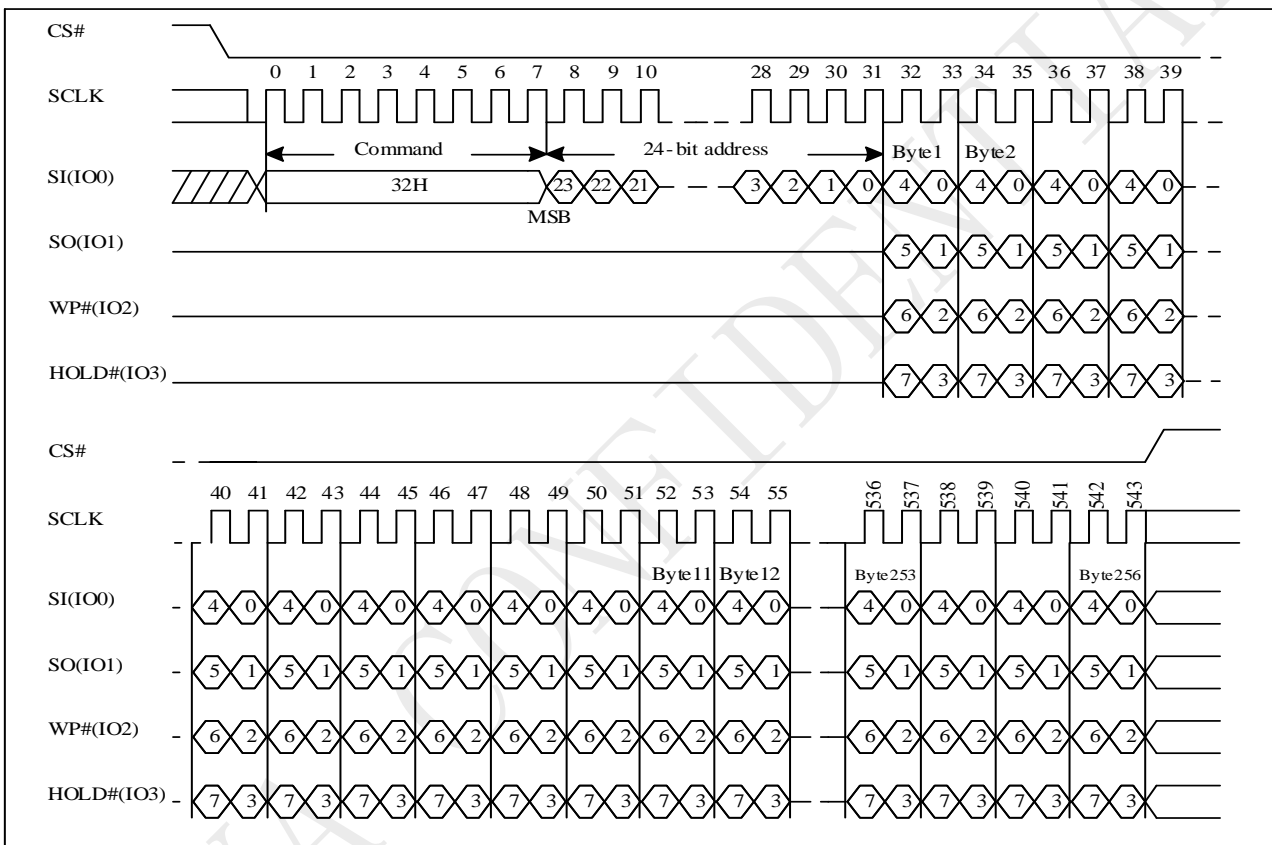 CS#
0 1 2 3 4 5 6 7 8 9 10 28 29 30 31 32 33 34 35 36 37 38 39
SCLK
Command 24-bit address Byte1 Byte2
SI(IO0) 32H 23 22 21 3 2 1 0 4 0 4 0 4 0 4 0
MSB
SO(IO1) 5 1 5 1 5 1 5 1
WP#(IO2) 6 2 6 2 6 2 6 2
HOLD#(IO3) 7 3 7 3 7 3 7 3
CS#
40 41 42 43 44 45 46 47 48 49 50 51 52 53 54 55 536 537 538 539 540 541 542 543
SCLK
Byte11 Byte12 Byte253 Byte256
SI(IO0) 4 0 4 0 4 0 4 0 4 0 4 0 4 0 4 0 4 0 4 0 4 0 4 0
SO(IO1) 5 1 5 1 5 1 5 1 5 1 5 1 5 1 5 1 5 1 5 1 5 1 5 1
WP#(IO2) 6 2 6 2 6 2 6 2 6 2 6 2 6 2 6 2 6 2 6 2 6 2 6 2
HOLD#(IO3) 7 3 7 3 7 3 7 3 7 3 7 3 7 3 7 3 7 3 7 3 7 3 7 3
CONFIDENTIAL